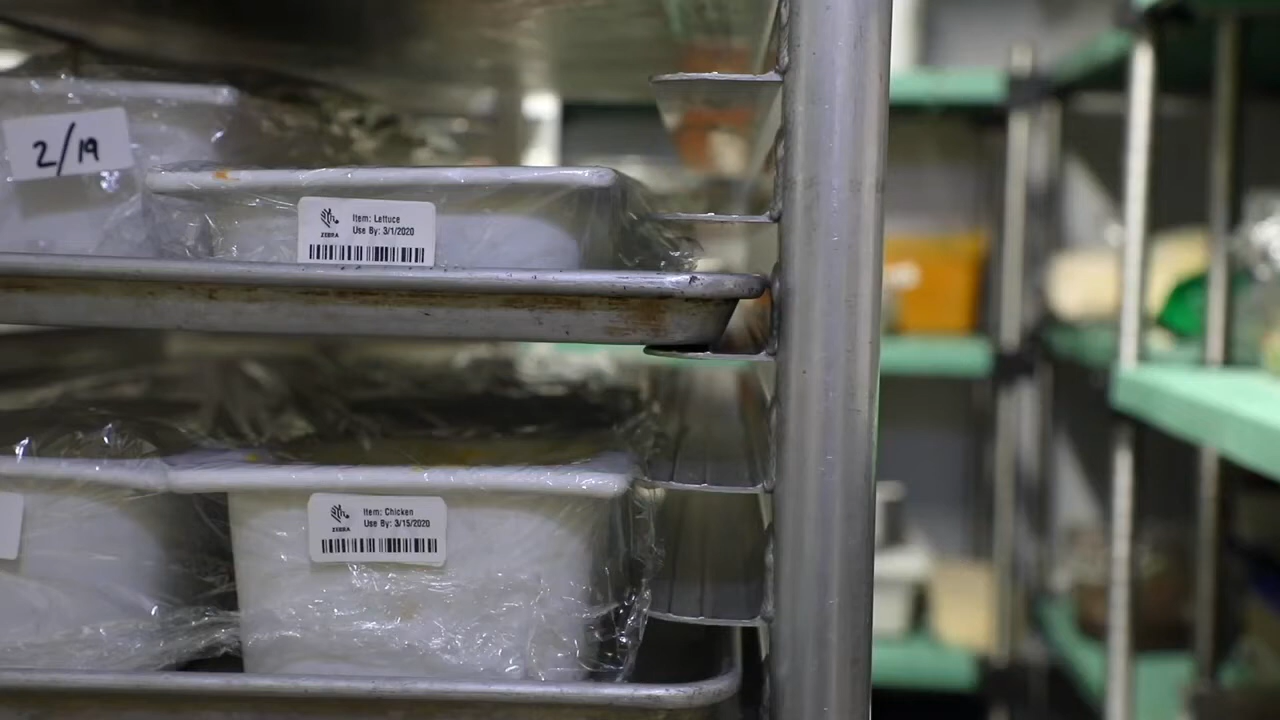 2/19
Item: Lettuce
Use By: 3/1/2020
ZEBRA
Item: Chicken
Use By: 3/15/2020
ZEBRA